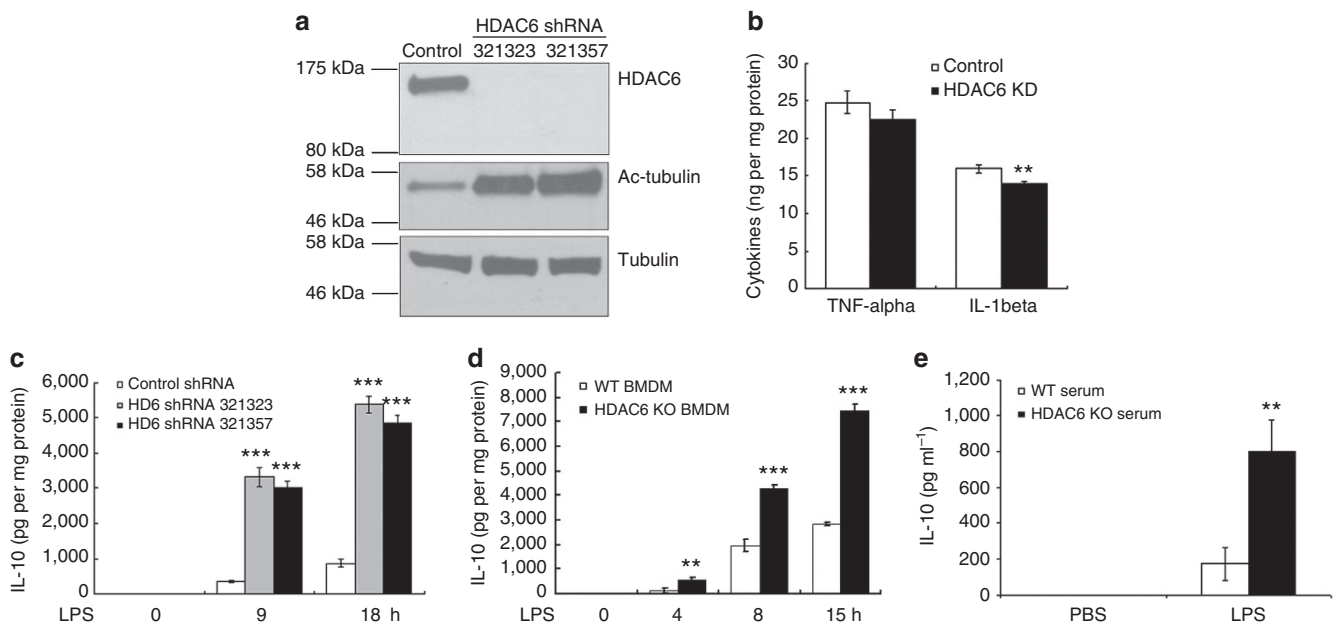 a
HDAC6 shRNA
Control 321323 321357
175 kDa
HDAC6
80 kDa
58 kDa
Ac-tubulin
46 kDa
58 kDa
Tubulin
46 kDa
b
Cytokines (ng per mg protein)
30
25
20
15
10
5
0
Control
HDAC6 KD
**
TNF-alpha IL-1beta
c
IL-10 (pg per mg protein)
6,000
5,000
4,000
3,000
2,000
1,000
0
Control shRNA
HD6 shRNA 321323
HD6 shRNA 321357
*** ***
*** ***
LPS 0 9 18 h
d
IL-10 (pg per mg protein)
9,000
8,000
7,000
6,000
5,000
4,000
3,000
2,000
1,000
0
WT BMDM
HDAC6 KO BMDM
**
***
***
LPS 0 4 8 15 h
e
IL-10 (pg ml⁻¹)
1,200
1,000
800
600
400
200
0
WT serum
HDAC6 KO serum
**
PBS LPS